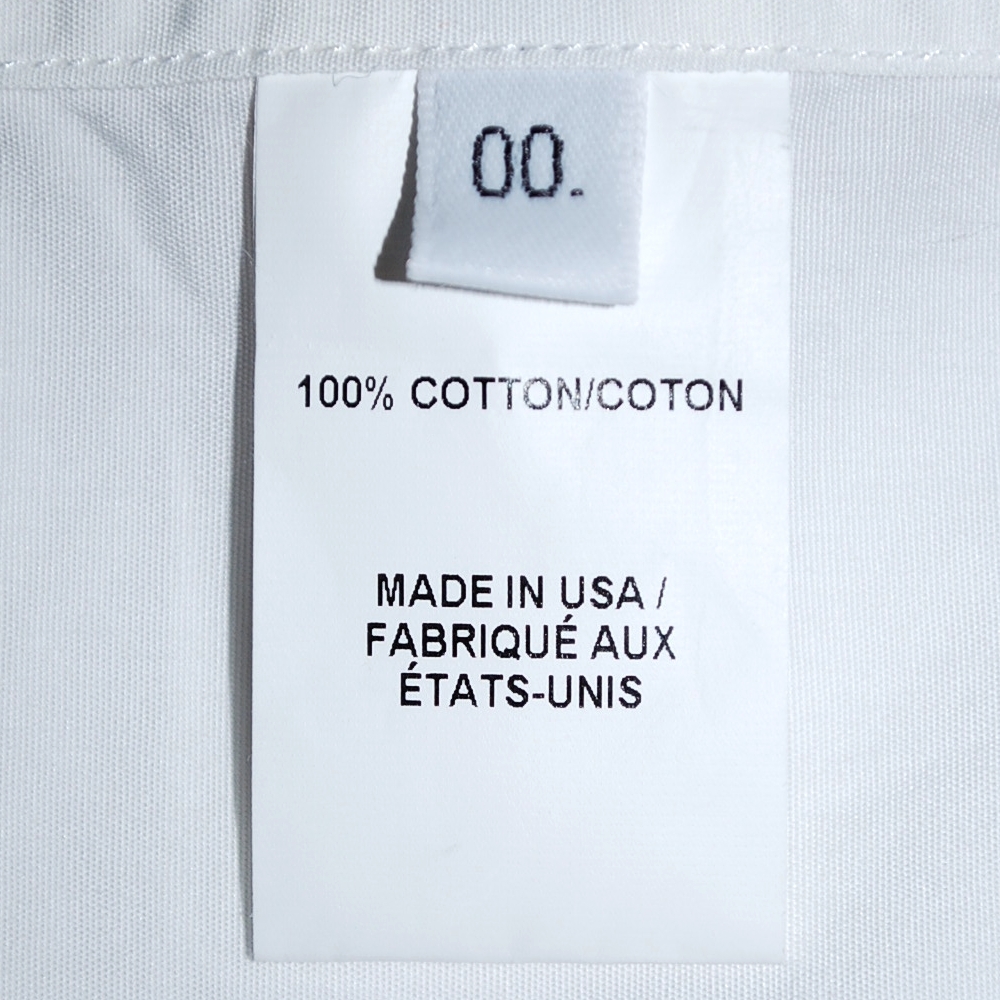 00.
100% COTTON/COTON
MADE IN USA /
FABRIQUÉ AUX
ÉTATS-UNIS